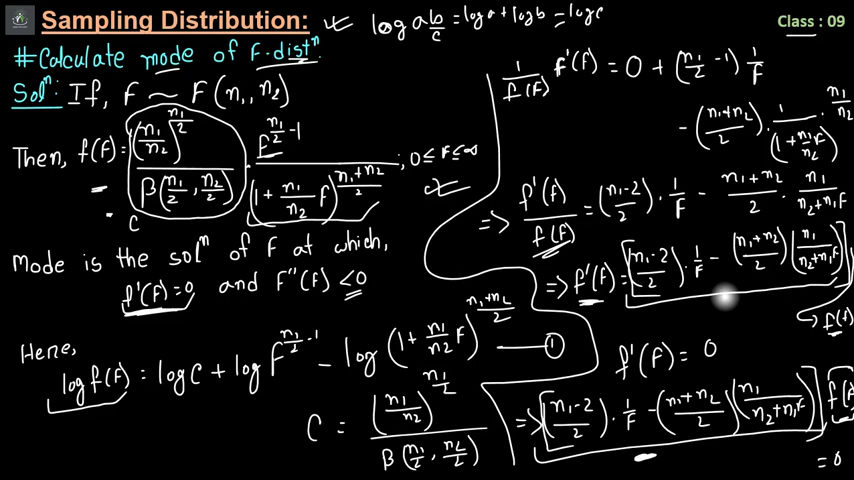 Sampling Distribution:
log ab/c = log a + log b = log c
Class : 09
#Calculate mode of F-distⁿ
Solⁿ: If, F ~ F(n₁, n₂)
Then, f(F) = (n₁/n₂)^(n₁/2) / β(n₁/2, n₂/2) · F^(n₁/2 -1) / (1 + n₁/n₂ F)^((n₁+n₂)/2) ; 0 ≤ F ≤ ∞
C
Mode is the solⁿ of F at which,
f'(F)=0 and F''(F) < 0
Here,
log f(F) = log C + log F^(n₁/2 -1) - log (1 + n₁/n₂ F)^((n₁+n₂)/2) —①
C = (n₁/n₂)^(n₁/2) / β(n₁/2, n₂/2)
1/f(F) f'(F) = 0 + (n₁/2 -1) 1/F
- ((n₁+n₂)/2) · 1/(1 + n₁/n₂ F) · n₁/n₂
=> f'(F)/f(F) = ((n₁-2)/2) · 1/F - (n₁+n₂)/2 · n₁/(n₂+n₁F)
=> f'(F) = [((n₁-2)/2) · 1/F - ((n₁+n₂)/2) (n₁/(n₂+n₁F))]
f(F)
f'(F) = 0
=> [((n₁-2)/2) · 1/F - ((n₁+n₂)/2) (n₁/(n₂+n₁F))] f(F)
= 0